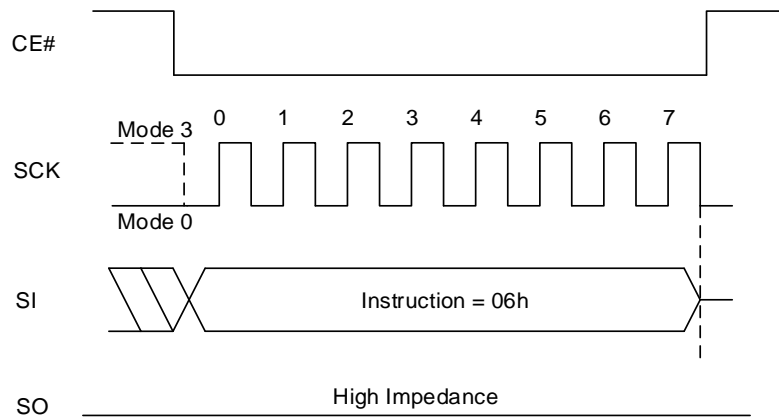 CE#
0 1 2 3 4 5 6 7
Mode 3
SCK
Mode 0
SI
Instruction = 06h
High Impedance
SO